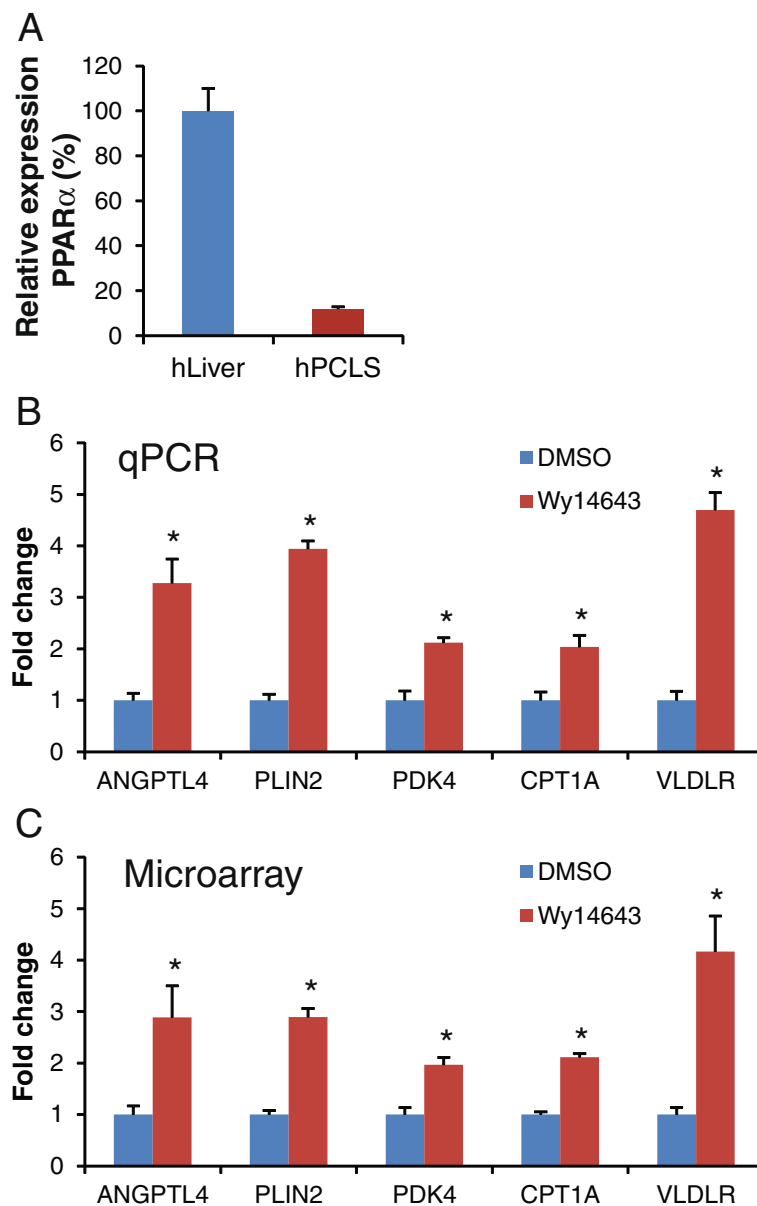 A
Relative expression
PPARα (%)
120
100
80
60
40
20
0
hLiver hPCLS
B
qPCR
DMSO
Wy14643
Fold change
6
5
4
3
2
1
0
* * * * *
ANGPTL4 PLIN2 PDK4 CPT1A VLDLR
C
Microarray
DMSO
Wy14643
Fold change
6
5
4
3
2
1
0
* * * * *
ANGPTL4 PLIN2 PDK4 CPT1A VLDLR